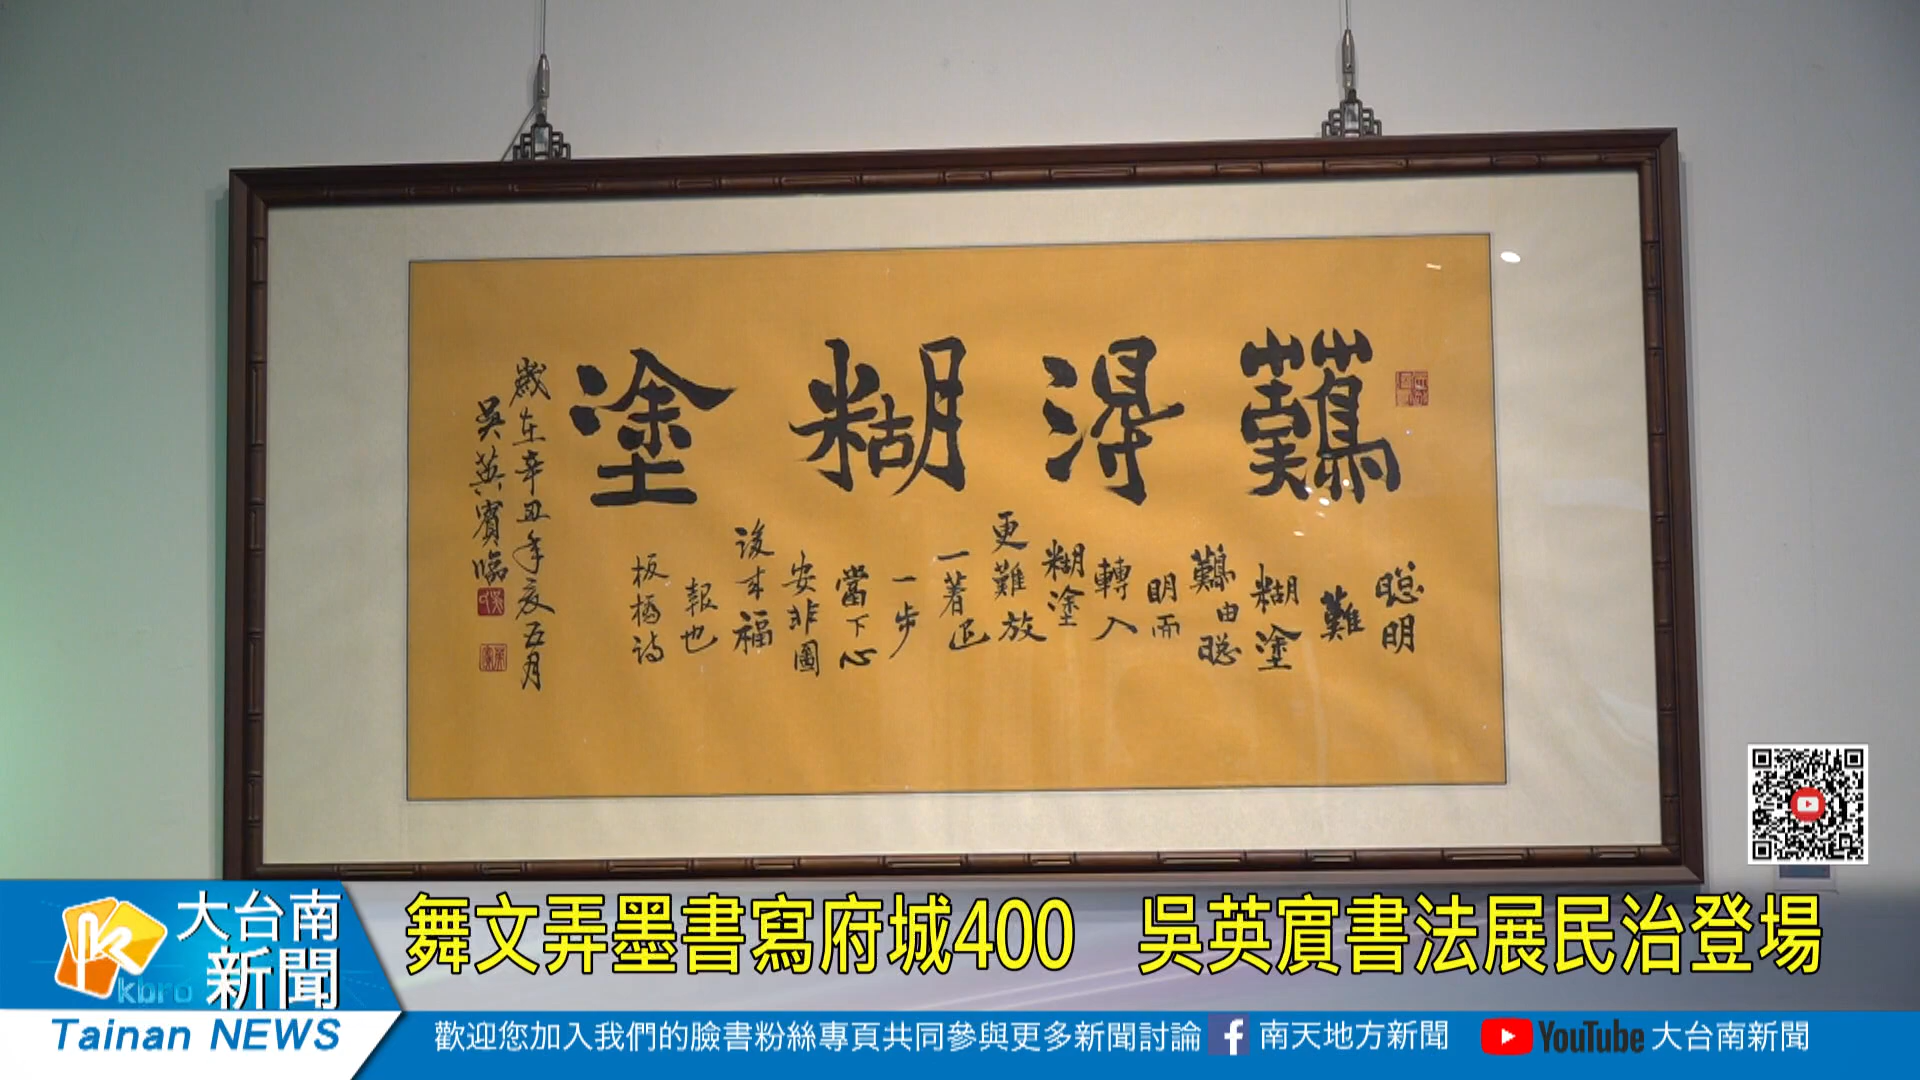 難得糊塗
聰明
難
糊塗
難由聰
明而
轉入
糊塗
更難放
一著退
一步
當下心
安非圖
後來福
報也
板橋詩
歲在辛丑年夏五月
吳英賓臨
大台南
新聞
kbro
Tainan NEWS
舞文弄墨書寫府城400 吳英賔書法展民治登場
歡迎您加入我們的臉書粉絲專頁共同參與更多新聞討論 南天地方新聞 YouTube 大台南新聞